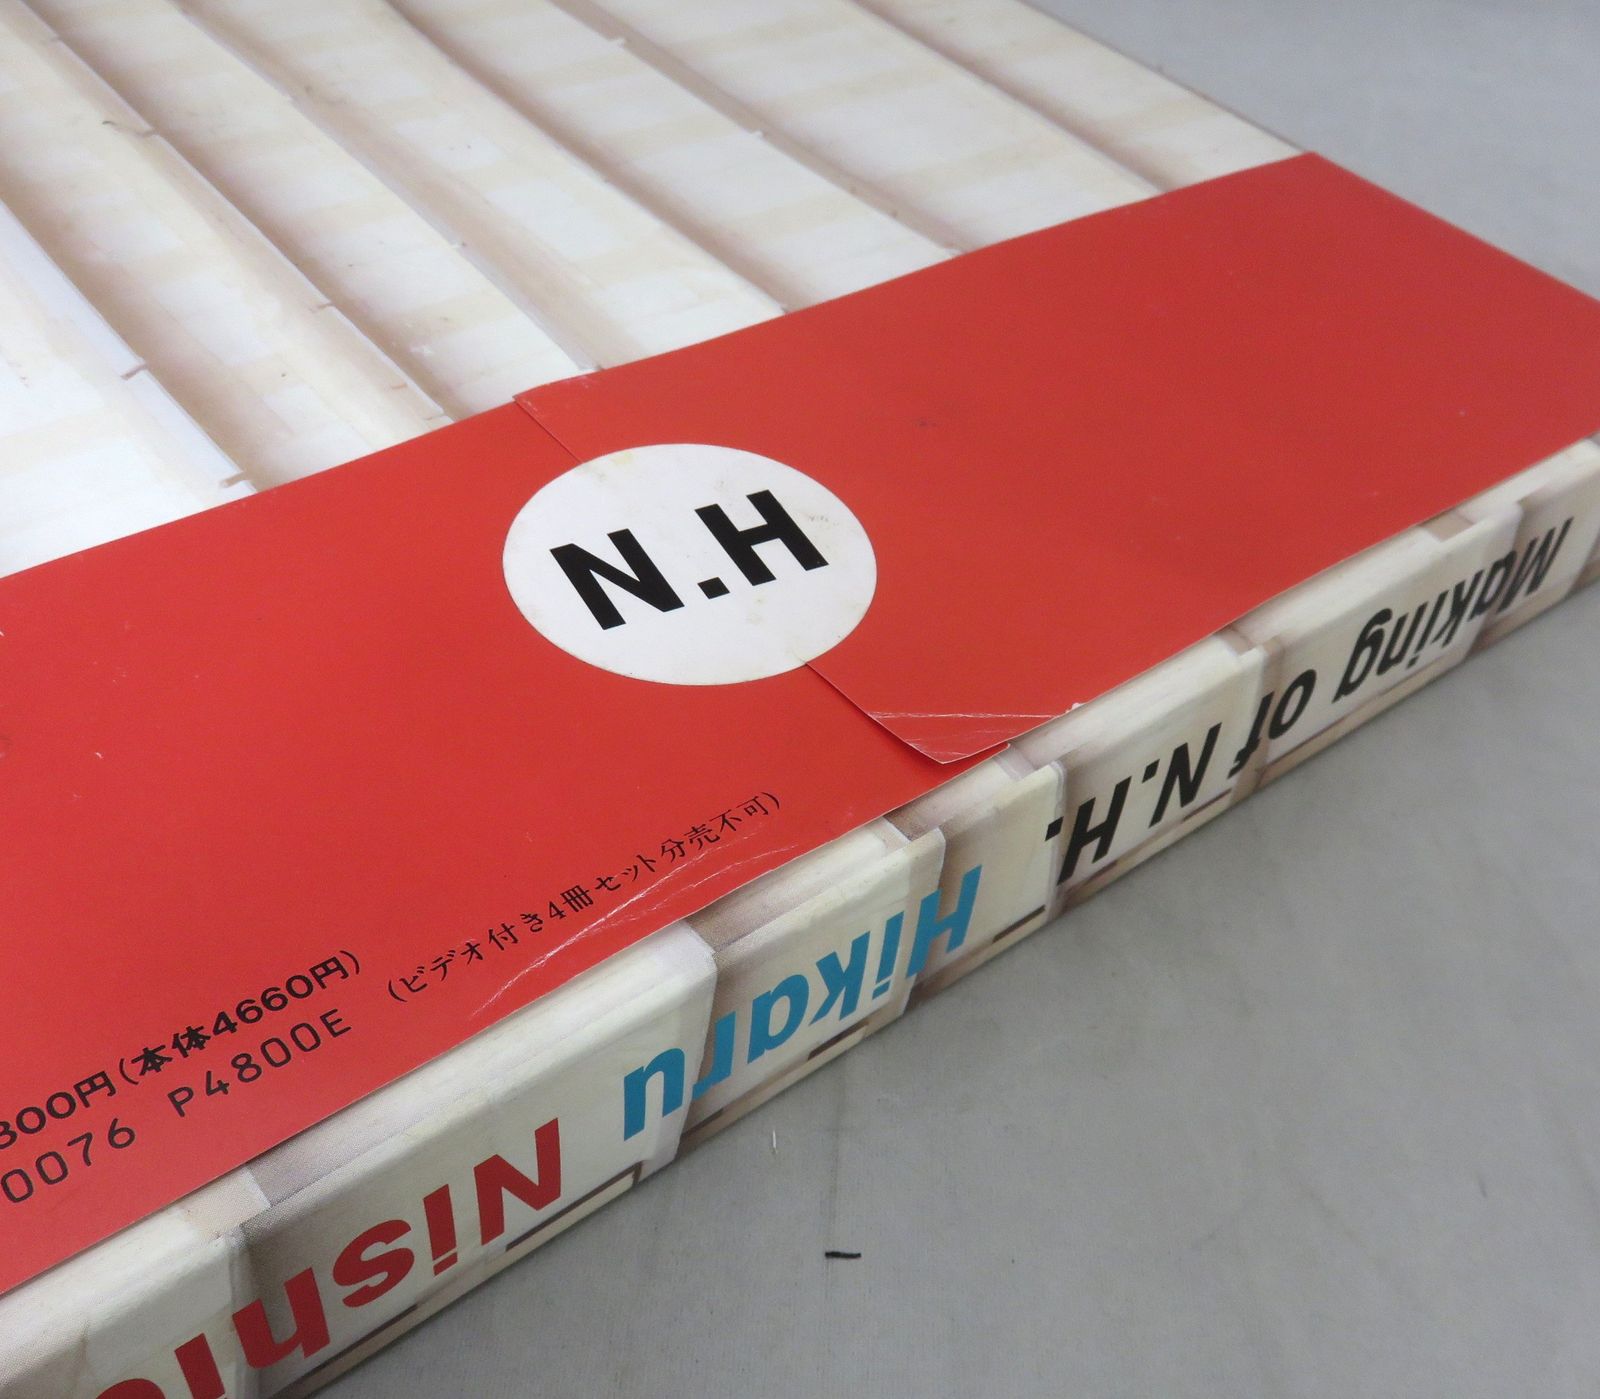 N.H
800円(本体4660円)
0076 P4800E (ビデオ付き4冊セット分売不可)
Making of N.H.
Hikaru
Nishi